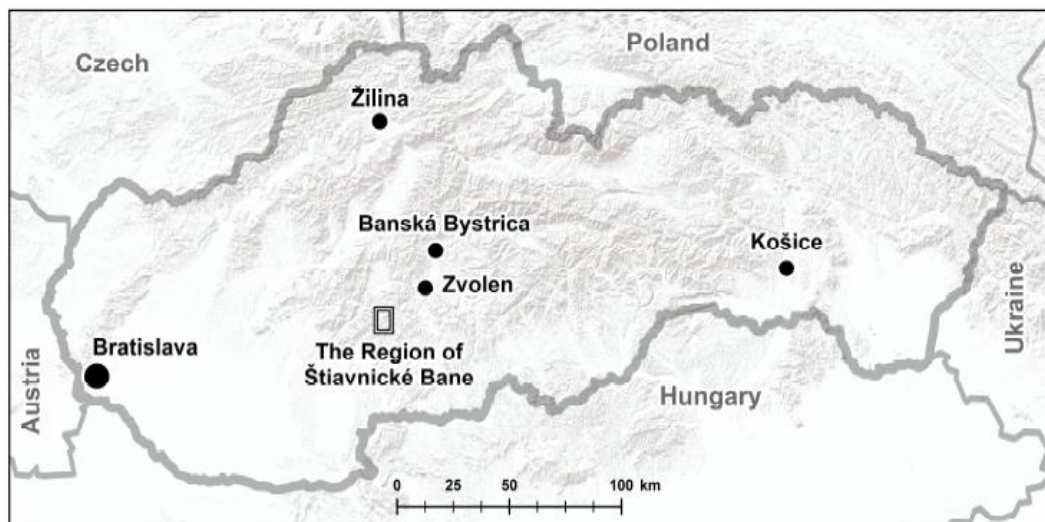 Poland
Czech
Žilina
Banská Bystrica
Košice
Zvolen
Ukraine
The Region of
Štiavnické Bane
Bratislava
Austria
Hungary
0 25 50 100 km